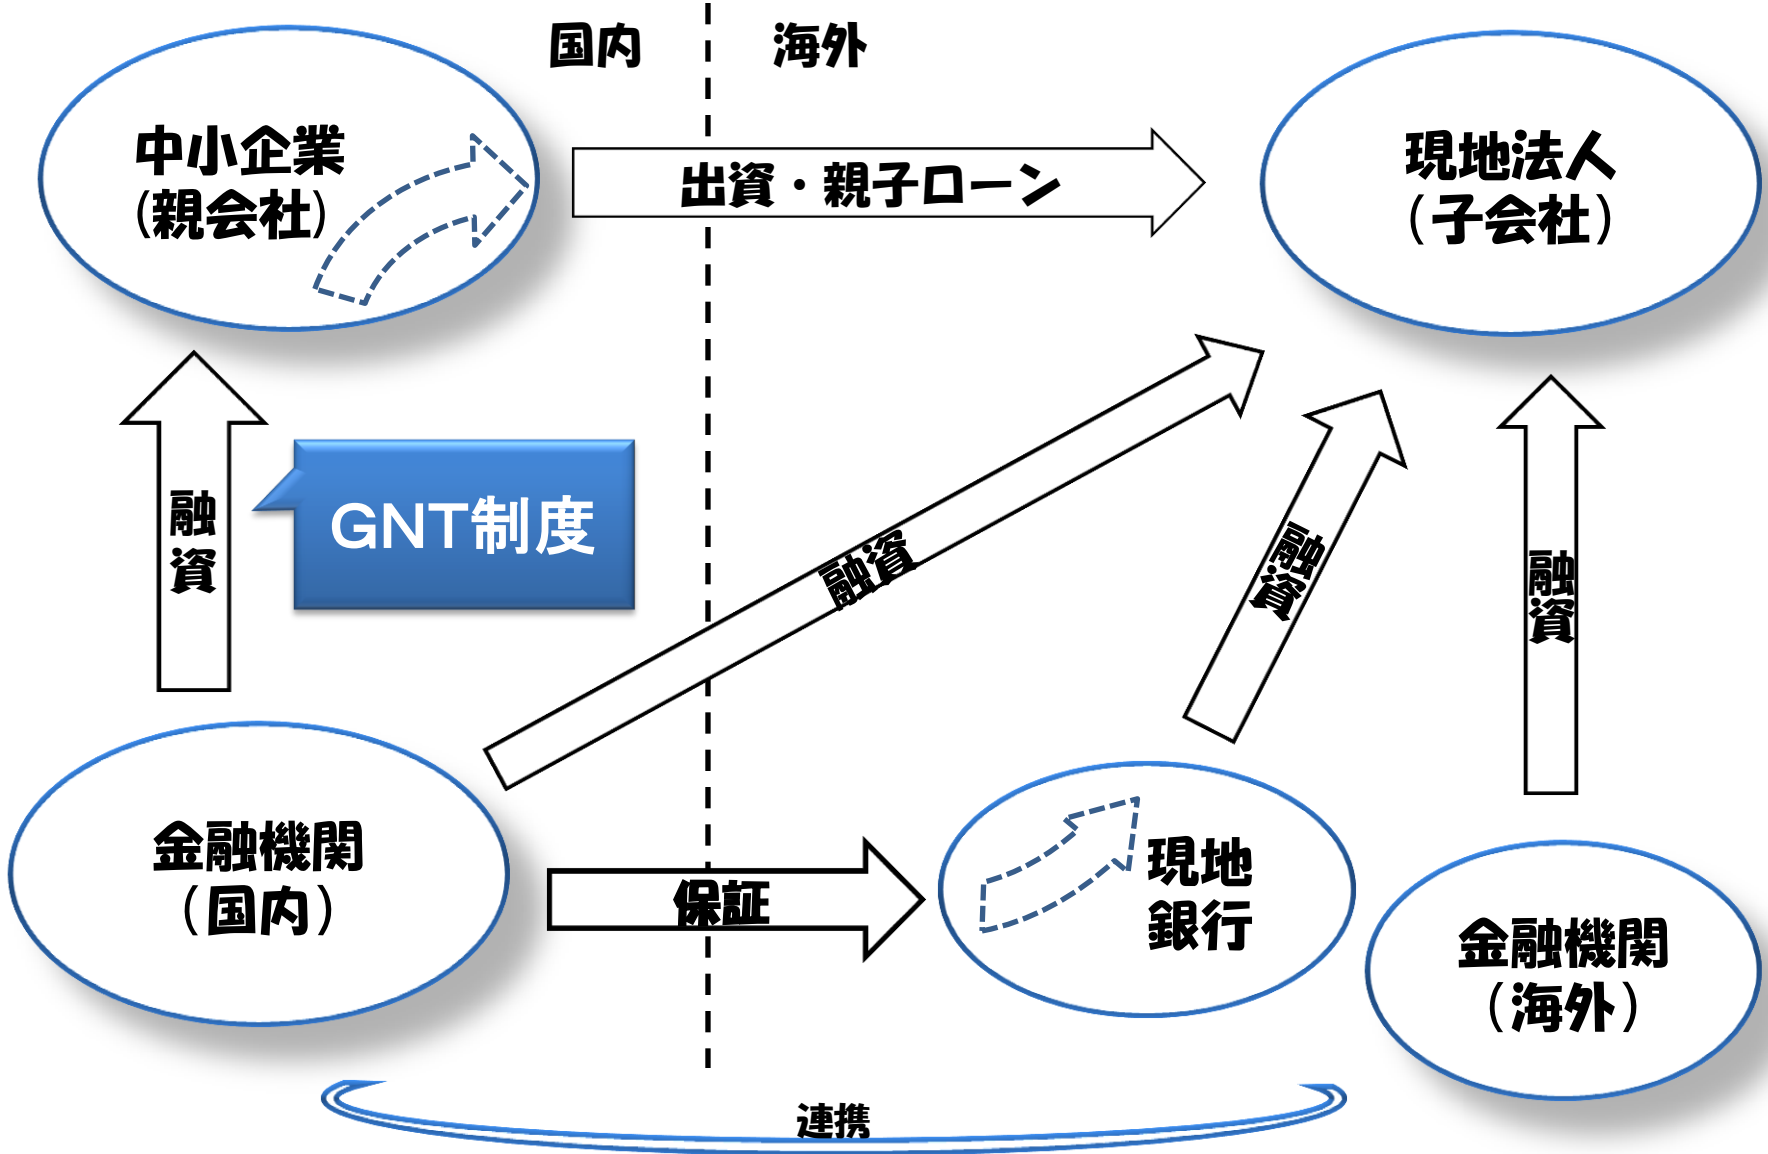 国内
海外
中小企業
(親会社)
出資・親子ローン
現地法人
(子会社)
融
資
GNT制度
融資
融資
融資
金融機関
(国内)
保証
現地
銀行
金融機関
(海外)
連携